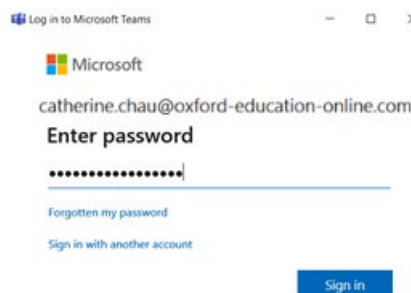 Log in to Microsoft Teams
Microsoft
catherine.chau@oxford-education-online.com
Enter password
•••••••••••••••••
Forgotten my password
Sign in with another account
Sign in